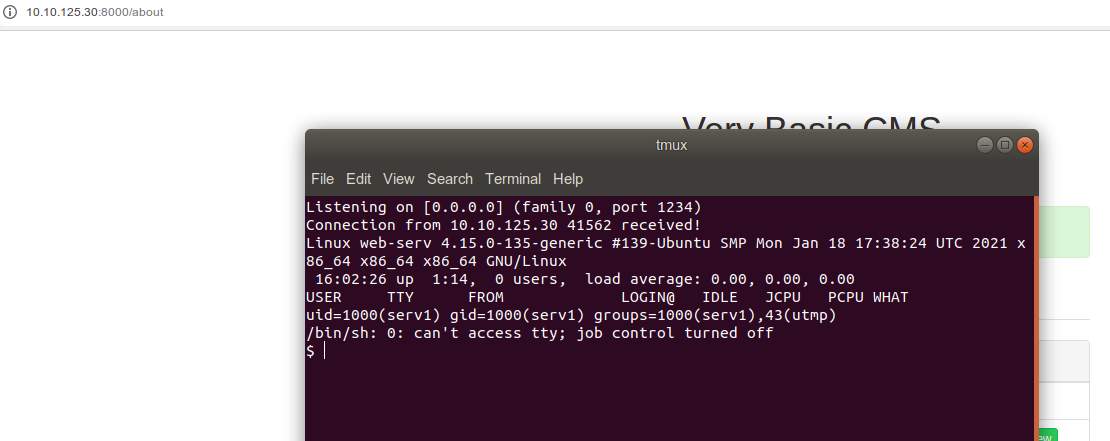 10.10.125.30:8000/about
Very Basic CMS
tmux
File Edit View Search Terminal Help
Listening on [0.0.0.0] (family 0, port 1234)
Connection from 10.10.125.30 41562 received!
Linux web-serv 4.15.0-135-generic #139-Ubuntu SMP Mon Jan 18 17:38:24 UTC 2021 x
86_64 x86_64 x86_64 GNU/Linux
 16:02:26 up  1:14,  0 users,  load average: 0.00, 0.00, 0.00
USER     TTY      FROM             LOGIN@   IDLE   JCPU   PCPU WHAT
uid=1000(serv1) gid=1000(serv1) groups=1000(serv1),43(utmp)
/bin/sh: 0: can't access tty; job control turned off
$